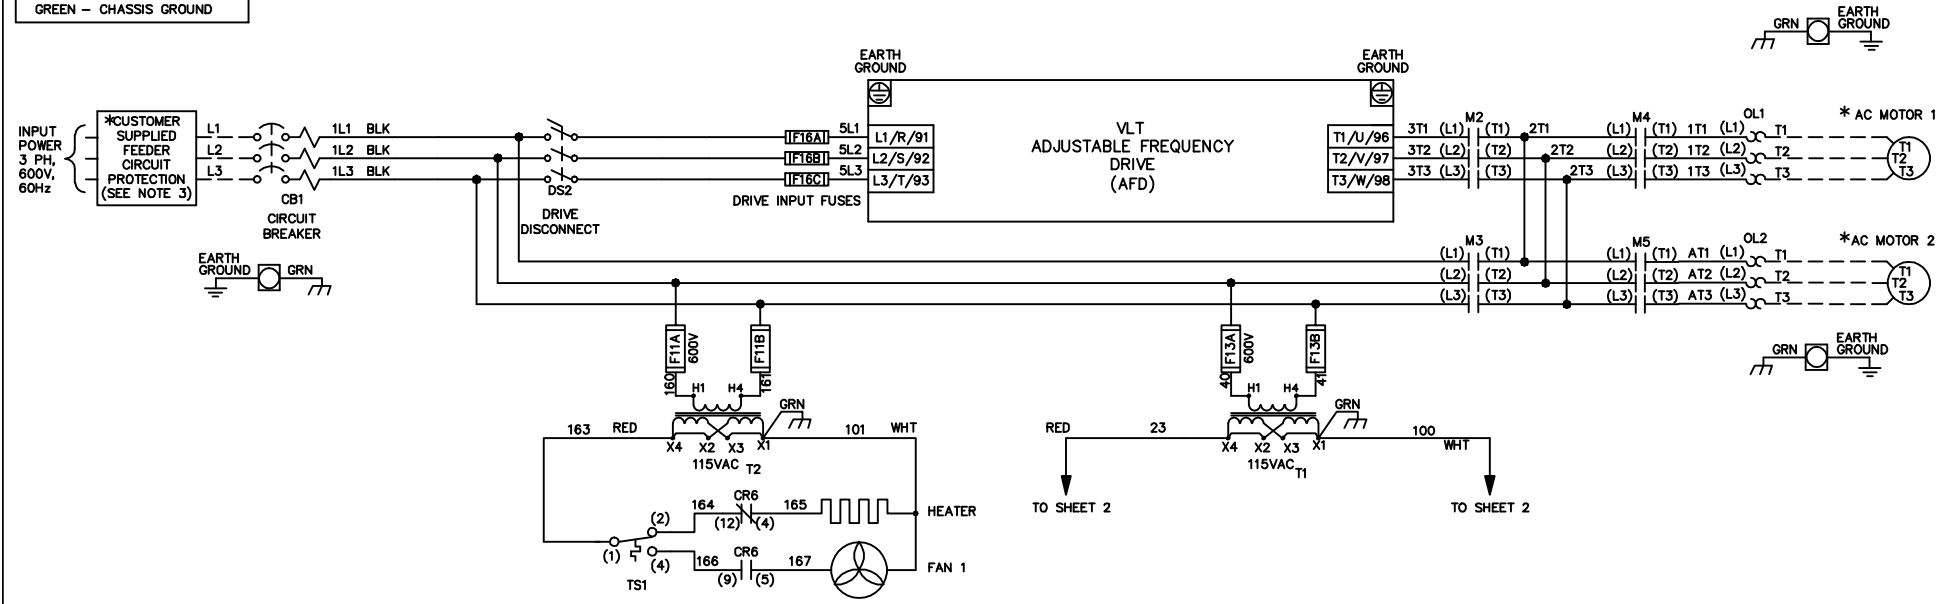 GREEN - CHASSIS GROUND
GRN
EARTH
GROUND
EARTH
GROUND
EARTH
GROUND
INPUT
POWER
3 PH,
600V,
60Hz
*CUSTOMER
SUPPLIED
FEEDER
CIRCUIT
PROTECTION
(SEE NOTE 3)
L1
L2
L3
CB1
CIRCUIT
BREAKER
1L1 BLK
1L2 BLK
1L3 BLK
DS2
DRIVE
DISCONNECT
F16A
F16B
F16C
DRIVE INPUT FUSES
5L1
5L2
5L3
L1/R/91
L2/S/92
L3/T/93
VLT
ADJUSTABLE FREQUENCY
DRIVE
(AFD)
T1/U/96
T2/V/97
T3/W/98
M2
M4
OL1
* AC MOTOR 1
3T1 (L1) (T1) 2T1 (L1) (T1) 1T1 (L1) T1
3T2 (L2) (T2) 2T2 (L2) (T2) 1T2 (L2) T2
3T3 (L3) (T3) 2T3 (L3) (T3) 1T3 (L3) T3
T1
T2
T3
M3
M5
OL2
*AC MOTOR 2
(L1) (T1) (L1) (T1) AT1 (L1) T1
(L2) (T2) (L2) (T2) AT2 (L2) T2
(L3) (T3) (L3) (T3) AT3 (L3) T3
T1
T2
T3
EARTH
GROUND
GRN
GRN
EARTH
GROUND
F11A
600V
F11B
160
161
H1 H4
GRN
163 RED
101 WHT
X4 X2 X3 X1
115VAC T2
F13A
600V
F13B
40
41
H1 H4
GRN
RED 23
100
WHT
X4 X2 X3 X1
115VAC T1
TO SHEET 2
TO SHEET 2
164 CR6 165
(12) (4)
HEATER
(2)
(1)
(4)
TS1
166 CR6 167
(9) (5)
FAN 1